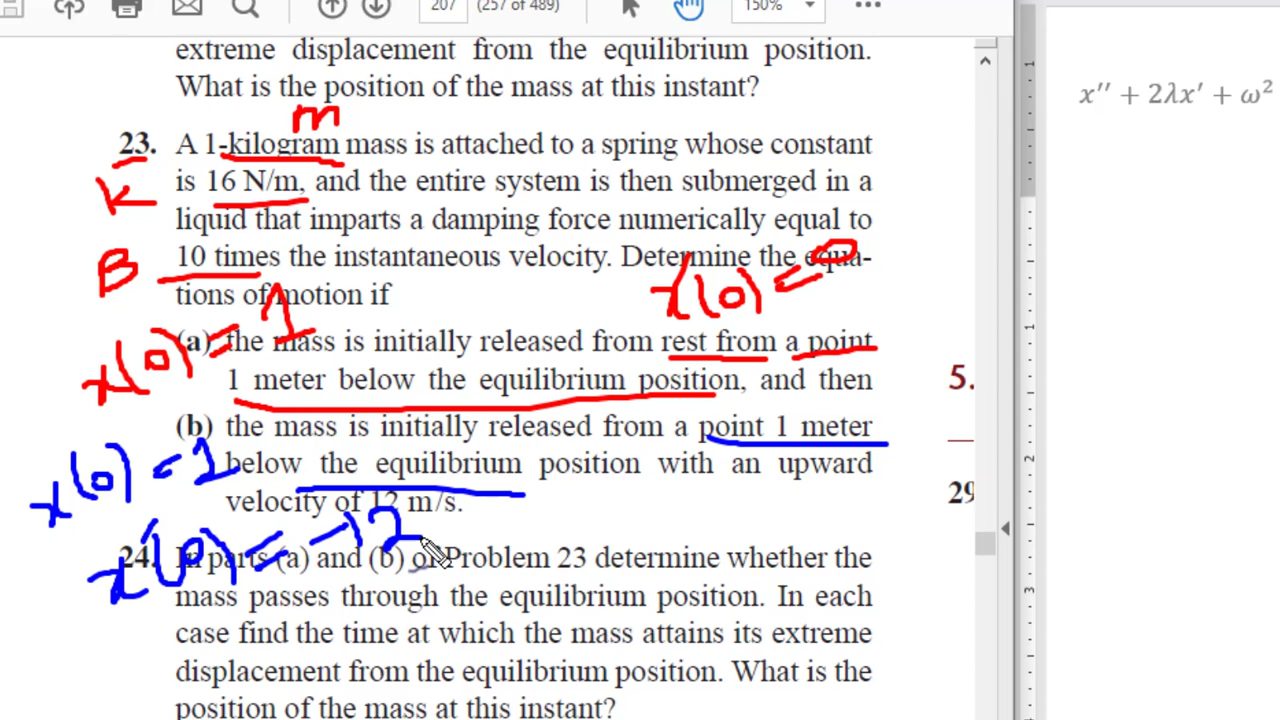 207 (257 of 489) 150%
extreme displacement from the equilibrium position.
What is the position of the mass at this instant?
m
23. A 1-kilogram mass is attached to a spring whose constant
K is 16 N/m, and the entire system is then submerged in a
liquid that imparts a damping force numerically equal to
B 10 times the instantaneous velocity. Determine the equa-
tions of motion if
x'(0) = 0
x(0) = 1
(a) the mass is initially released from rest from a point
1 meter below the equilibrium position, and then
(b) the mass is initially released from a point 1 meter
x(0) = 1
below the equilibrium position with an upward
velocity of 12 m/s.
x'(0) = -12
24. In parts (a) and (b) of Problem 23 determine whether the
mass passes through the equilibrium position. In each
case find the time at which the mass attains its extreme
displacement from the equilibrium position. What is the
position of the mass at this instant?
5.
29
1
1
2
3
x′′ + 2λx′ + ω²